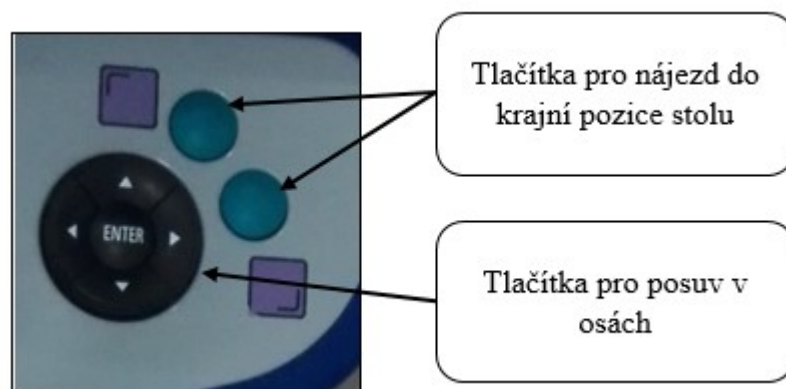 Tlačítka pro nájezd do
krajní pozice stolu
ENTER
Tlačítka pro posuv v
osách